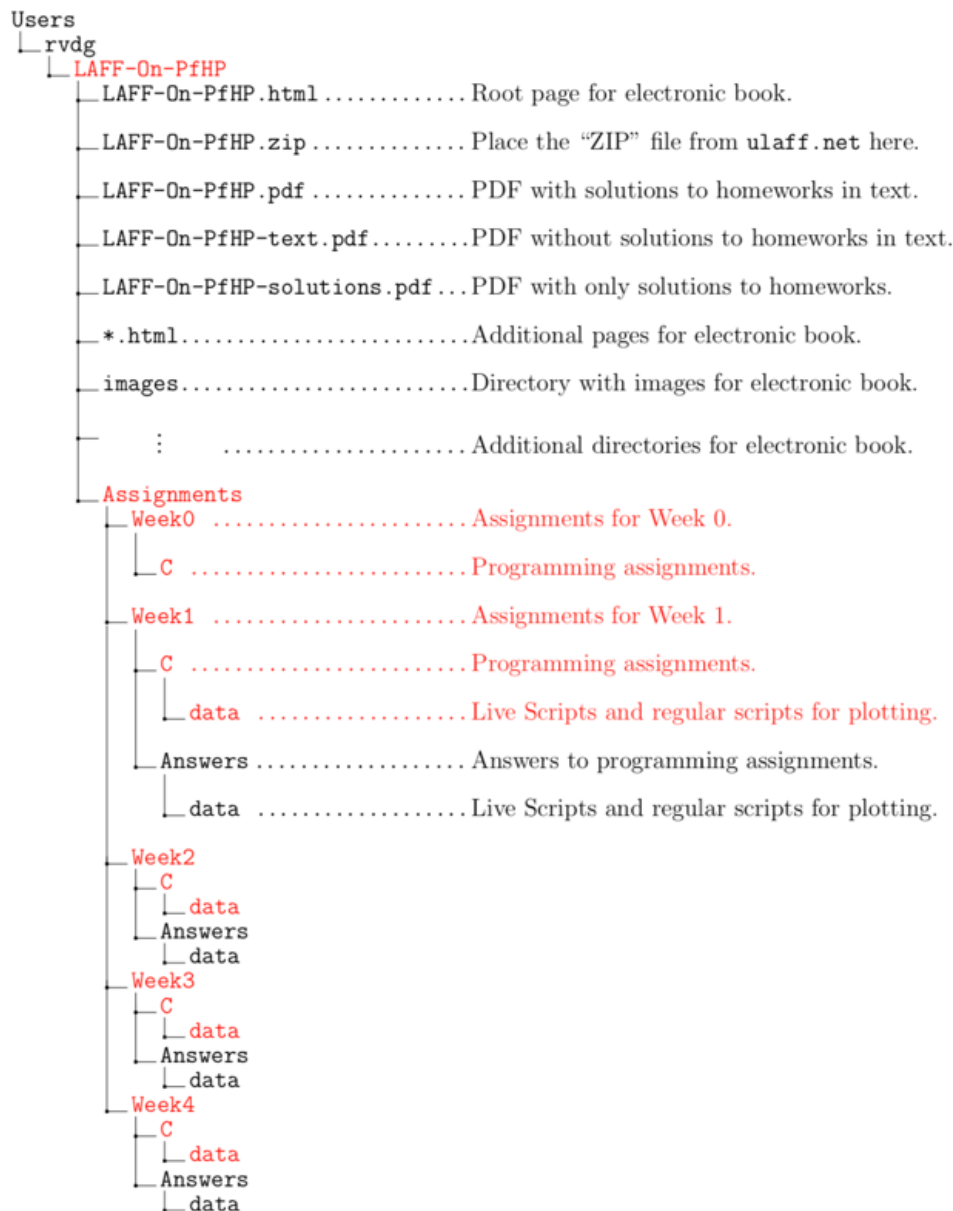 Users
rvdg
LAFF-On-PfHP
LAFF-On-PfHP.html.............Root page for electronic book.
LAFF-On-PfHP.zip..............Place the “ZIP” file from ulaff.net here.
LAFF-On-PfHP.pdf..............PDF with solutions to homeworks in text.
LAFF-On-PfHP-text.pdf.........PDF without solutions to homeworks in text.
LAFF-On-PfHP-solutions.pdf...PDF with only solutions to homeworks.
*.html..........................Additional pages for electronic book.
images..........................Directory with images for electronic book.
⋮ ......................Additional directories for electronic book.
Assignments
Week0 .......................Assignments for Week 0.
C .........................Programming assignments.
Week1 .......................Assignments for Week 1.
C .........................Programming assignments.
data ...................Live Scripts and regular scripts for plotting.
Answers ...................Answers to programming assignments.
data ...................Live Scripts and regular scripts for plotting.
Week2
C
data
Answers
data
Week3
C
data
Answers
data
Week4
C
data
Answers
data